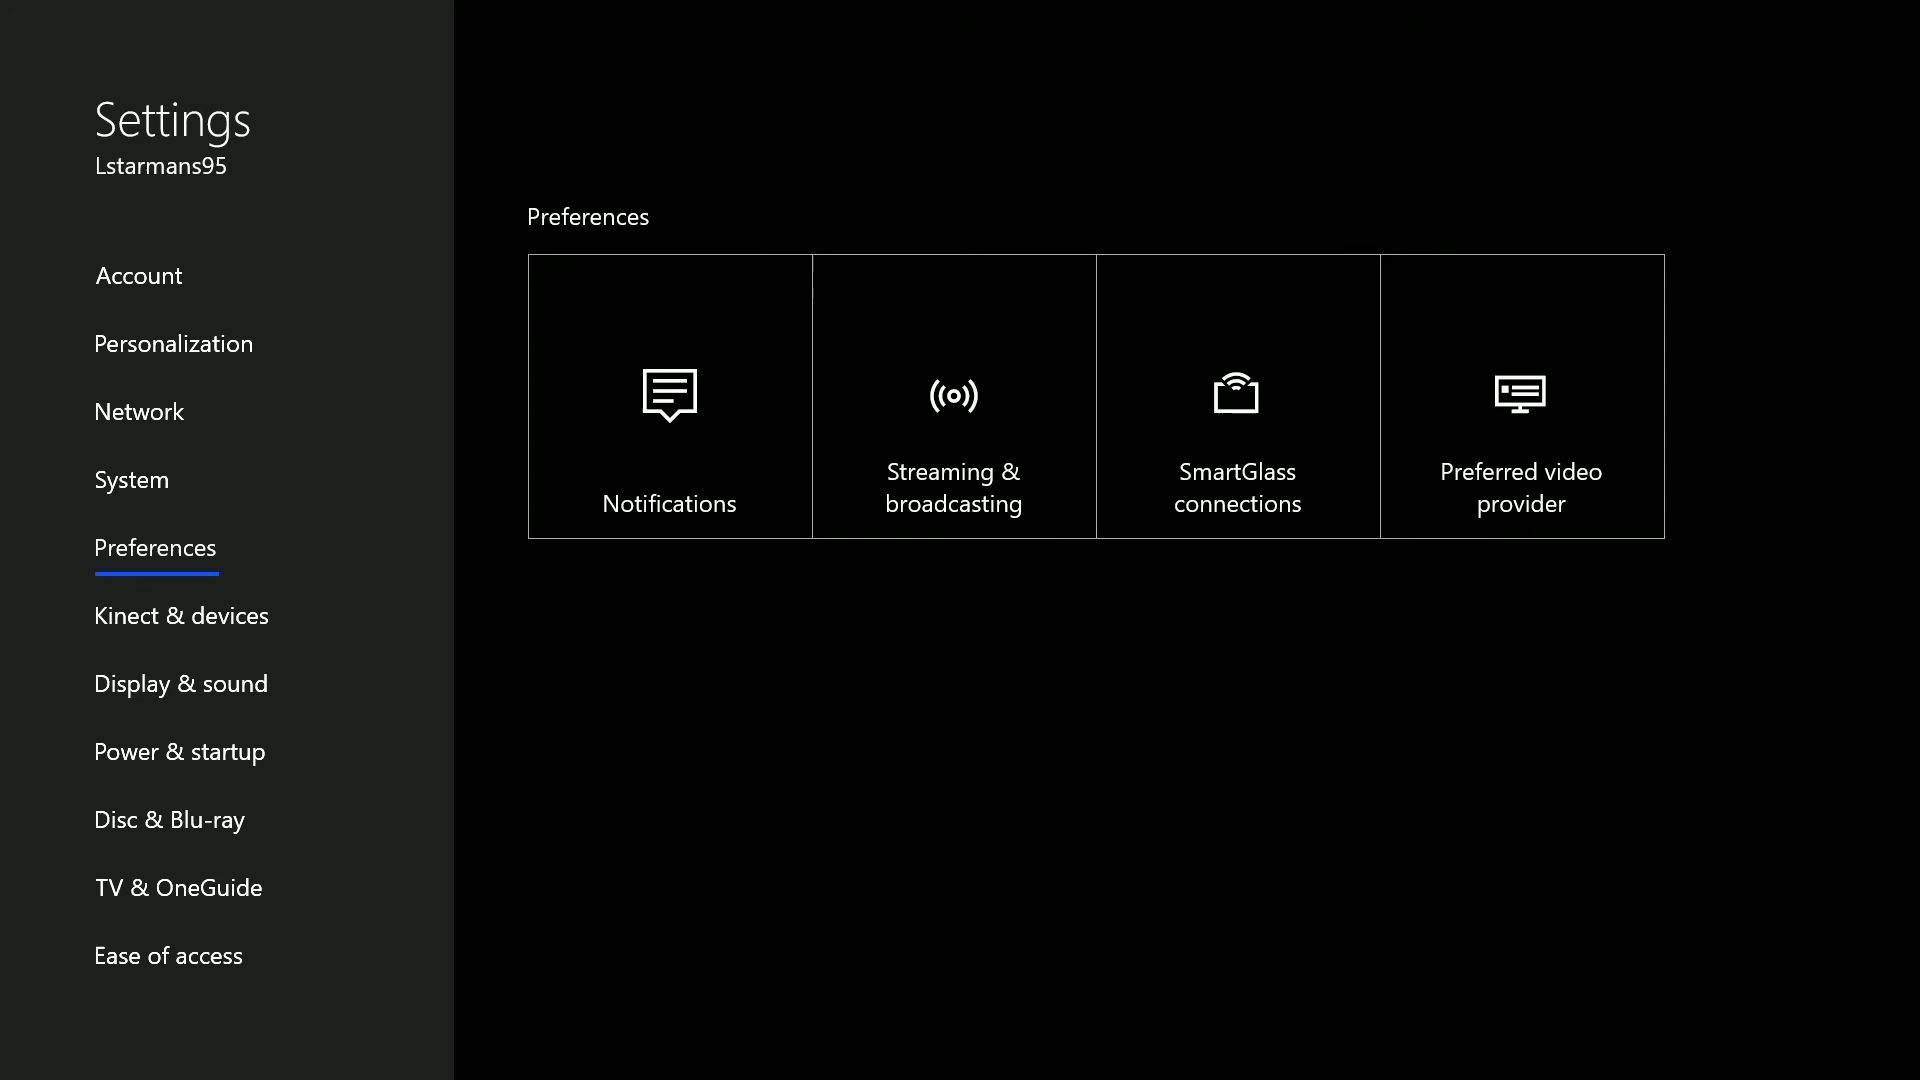 Settings
Lstarmans95
Account
Personalization
Network
System
Preferences
Kinect & devices
Display & sound
Power & startup
Disc & Blu-ray
TV & OneGuide
Ease of access
Preferences
Notifications
Streaming &
broadcasting
SmartGlass
connections
Preferred video
provider